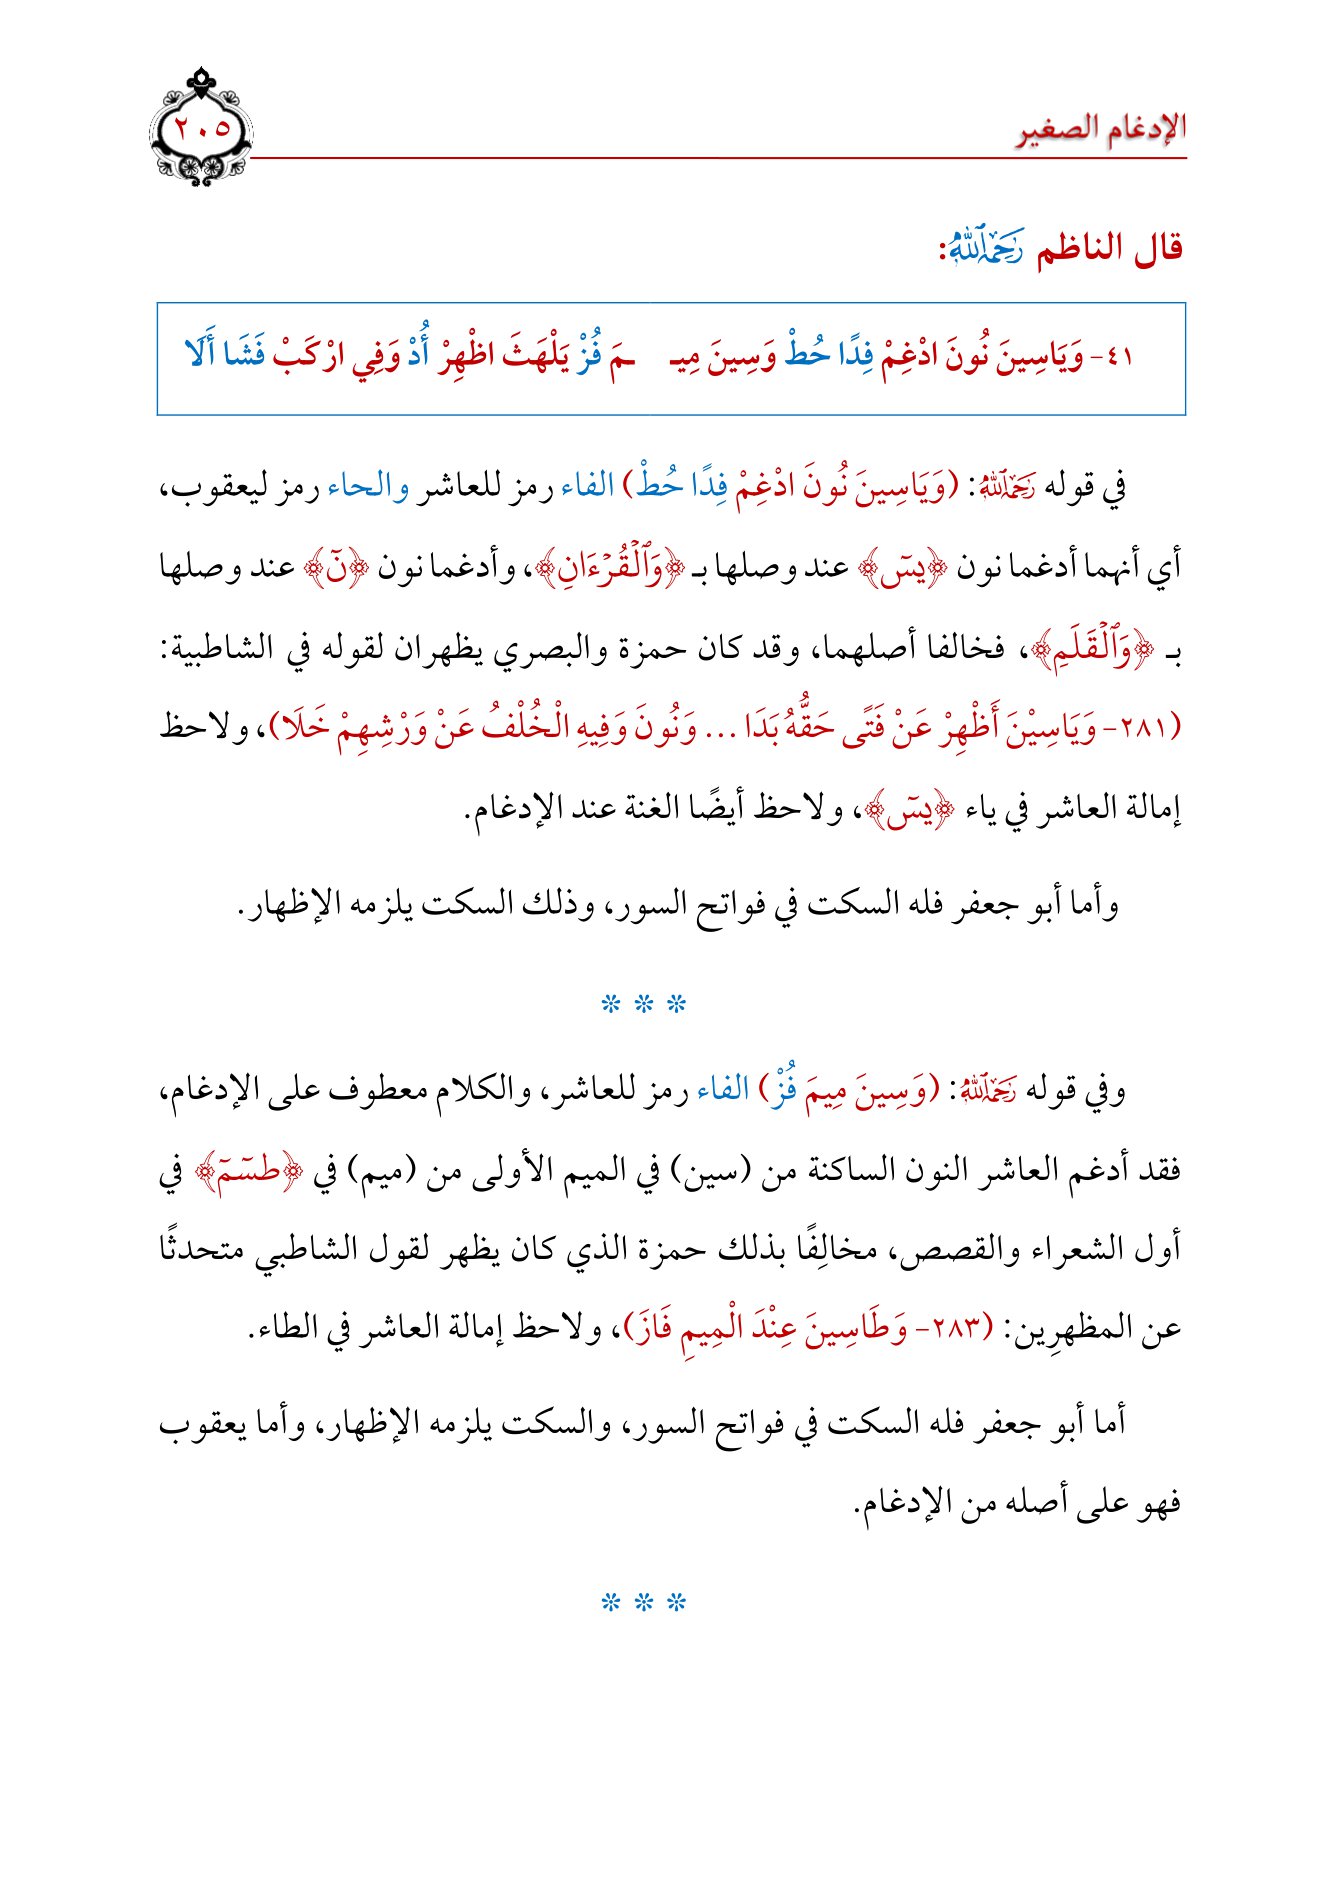 الإدغام الصغير
٢٠٥
قال الناظم رَحِمَهُ ٱللَّهُ:
٤١- وَيَاسِينَ نُونَ ادْغِمْ فِدًا حُطْ وَسِينَ مِيـ ـمَ فُزْ يَلْهَثَ اظْهِرْ أُدْ وَفِي ارْكَبْ فَشَا أَلَا
في قوله رَحِمَهُ ٱللَّهُ: (وَيَاسِينَ نُونَ ادْغِمْ فِدًا حُطْ) الفاء رمز للعاشر والحاء رمز ليعقوب،
أي أنهما أدغما نون ﴿يسٓ﴾ عند وصلها بـ ﴿وَٱلْقُرْءَانِ﴾، وأدغما نون ﴿نٓ﴾ عند وصلها
بـ ﴿وَٱلْقَلَمِ﴾، فخالفا أصلهما، وقد كان حمزة والبصري يظهران لقوله في الشاطبية:
(٢٨١- وَيَاسِيْنَ أَظْهِرْ عَنْ فَتًى حَقُّهُ بَدَا ... وَنُونَ وَفِيهِ الْخُلْفُ عَنْ وَرْشِهِمْ خَلَا)، ولاحظ
إمالة العاشر في ياء ﴿يسٓ﴾، ولاحظ أيضًا الغنة عند الإدغام.
وأما أبو جعفر فله السكت في فواتح السور، وذلك السكت يلزمه الإظهار.
* * *
وفي قوله رَحِمَهُ ٱللَّهُ: (وَسِينَ مِيمَ فُزْ) الفاء رمز للعاشر، والكلام معطوف على الإدغام،
فقد أدغم العاشر النون الساكنة من (سين) في الميم الأولى من (ميم) في ﴿طسٓمٓ﴾ في
أول الشعراء والقصص، مخالِفًا بذلك حمزة الذي كان يظهر لقول الشاطبي متحدثًا
عن المظهرِين: (٢٨٣- وَطَاسِينَ عِنْدَ الْمِيمِ فَازَ)، ولاحظ إمالة العاشر في الطاء.
أما أبو جعفر فله السكت في فواتح السور، والسكت يلزمه الإظهار، وأما يعقوب
فهو على أصله من الإدغام.
* * *